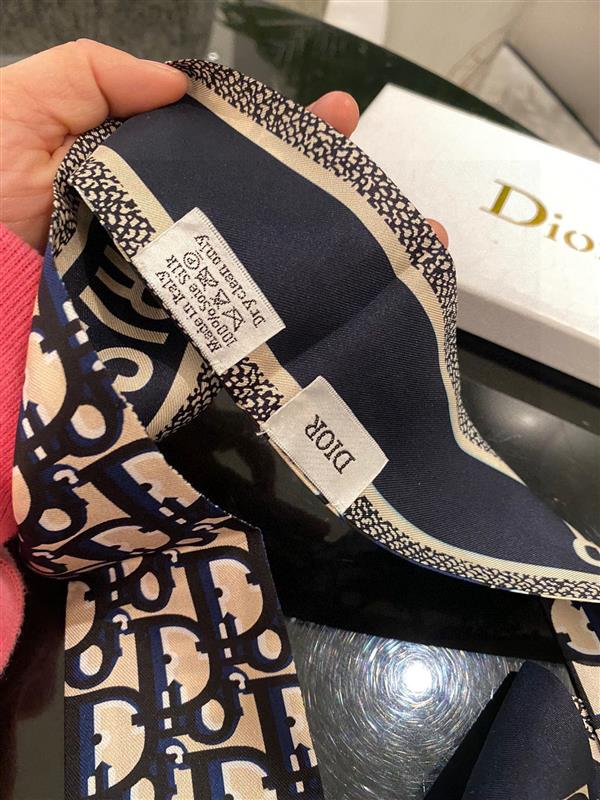 Dio
Made in Italy
100% Soie Silk
Dry clean only
DIOR